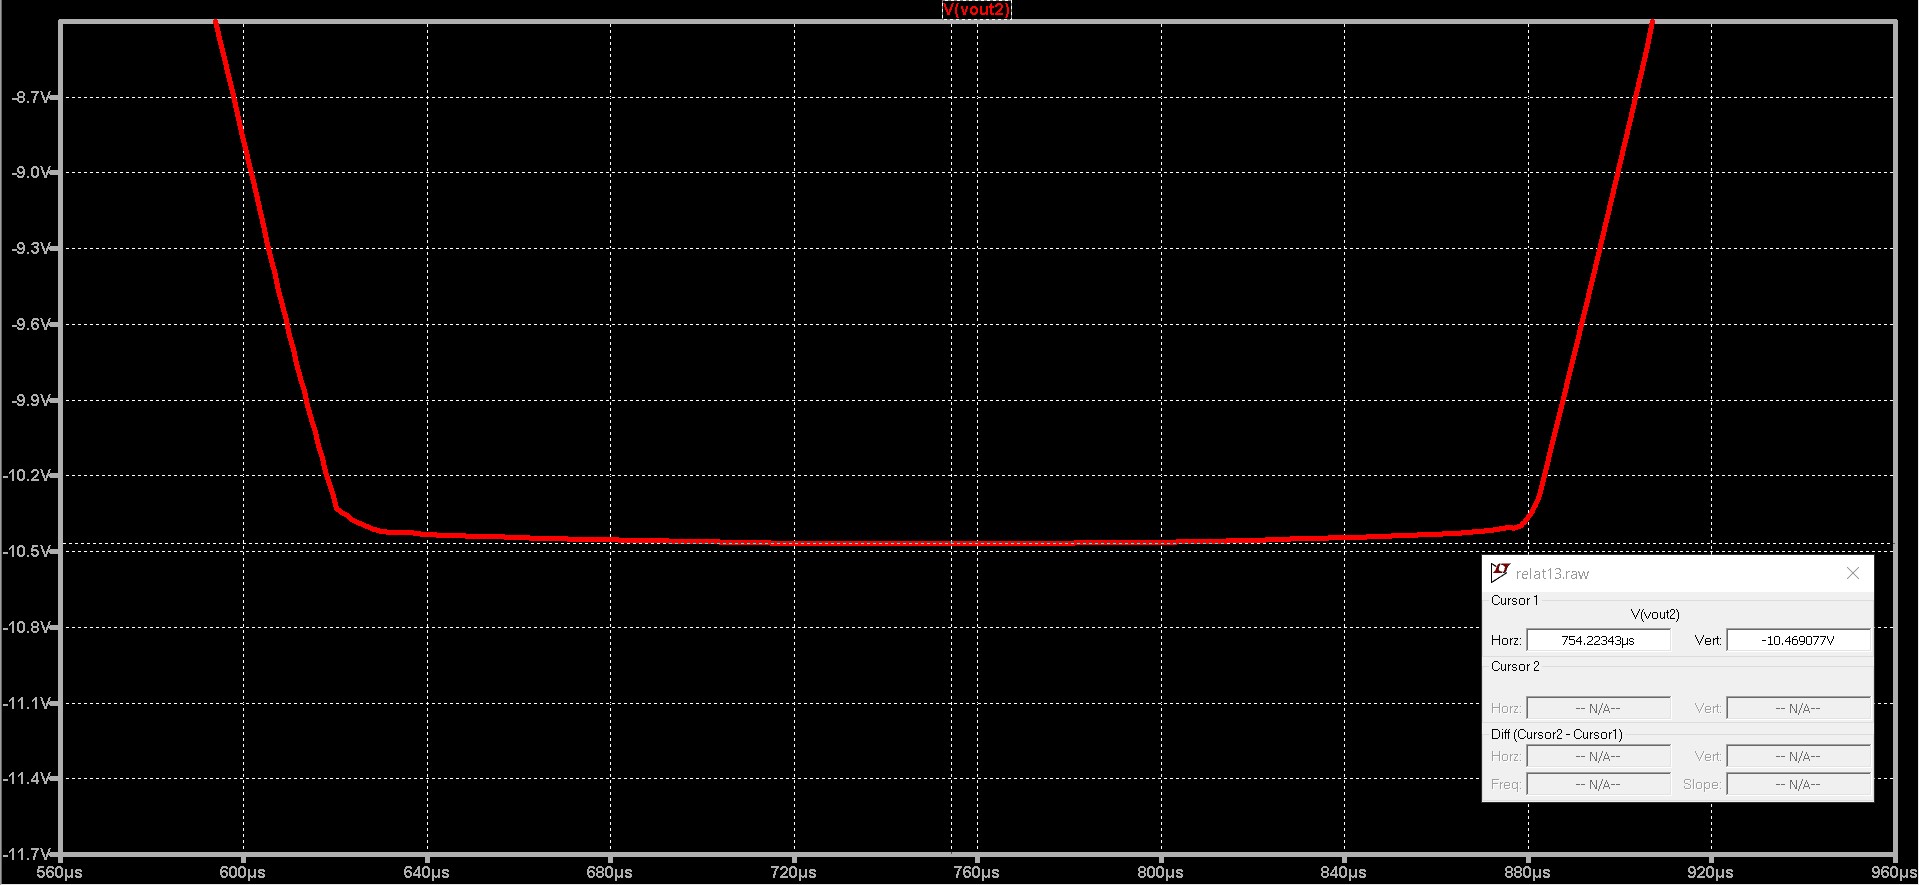 V(vout2)
-8.7V
-9.0V
-9.3V
-9.6V
-9.9V
-10.2V
-10.5V
-10.8V
-11.1V
-11.4V
-11.7V
560µs 600µs 640µs 680µs 720µs 760µs 800µs 840µs 880µs 920µs 960µs
relat13.raw
Cursor 1
V(vout2)
Horz: 754.22343µs Vert: -10.469077V
Cursor 2
Horz: -- N/A-- Vert: -- N/A--
Diff (Cursor2 - Cursor1)
Horz: -- N/A-- Vert: -- N/A--
Freq: -- N/A-- Slope: -- N/A--